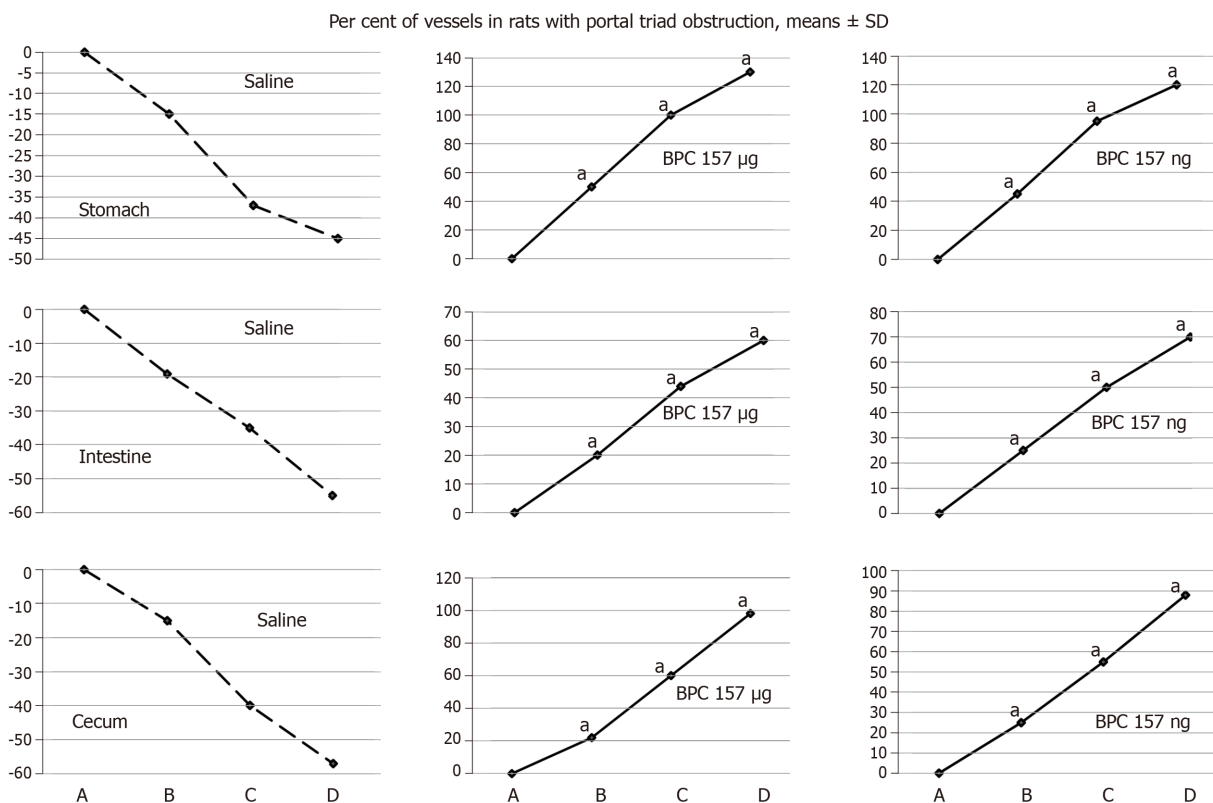 Per cent of vessels in rats with portal triad obstruction, means ± SD
0
-5
-10
-15
-20
-25
-30
-35
-40
-45
-50
Saline
Stomach
140
120
100
80
60
40
20
0
a
a
a
BPC 157 µg
140
120
100
80
60
40
20
0
a
a
a
BPC 157 ng
0
-10
-20
-30
-40
-50
-60
Saline
Intestine
70
60
50
40
30
20
10
0
a
a
a
BPC 157 µg
80
70
60
50
40
30
20
10
0
a
a
a
BPC 157 ng
0
-10
-20
-30
-40
-50
-60
Saline
Cecum
A B C D
120
100
80
60
40
20
0
a
a
a
BPC 157 µg
A B C D
100
90
80
70
60
50
40
30
20
10
0
a
a
a
BPC 157 ng
A B C D